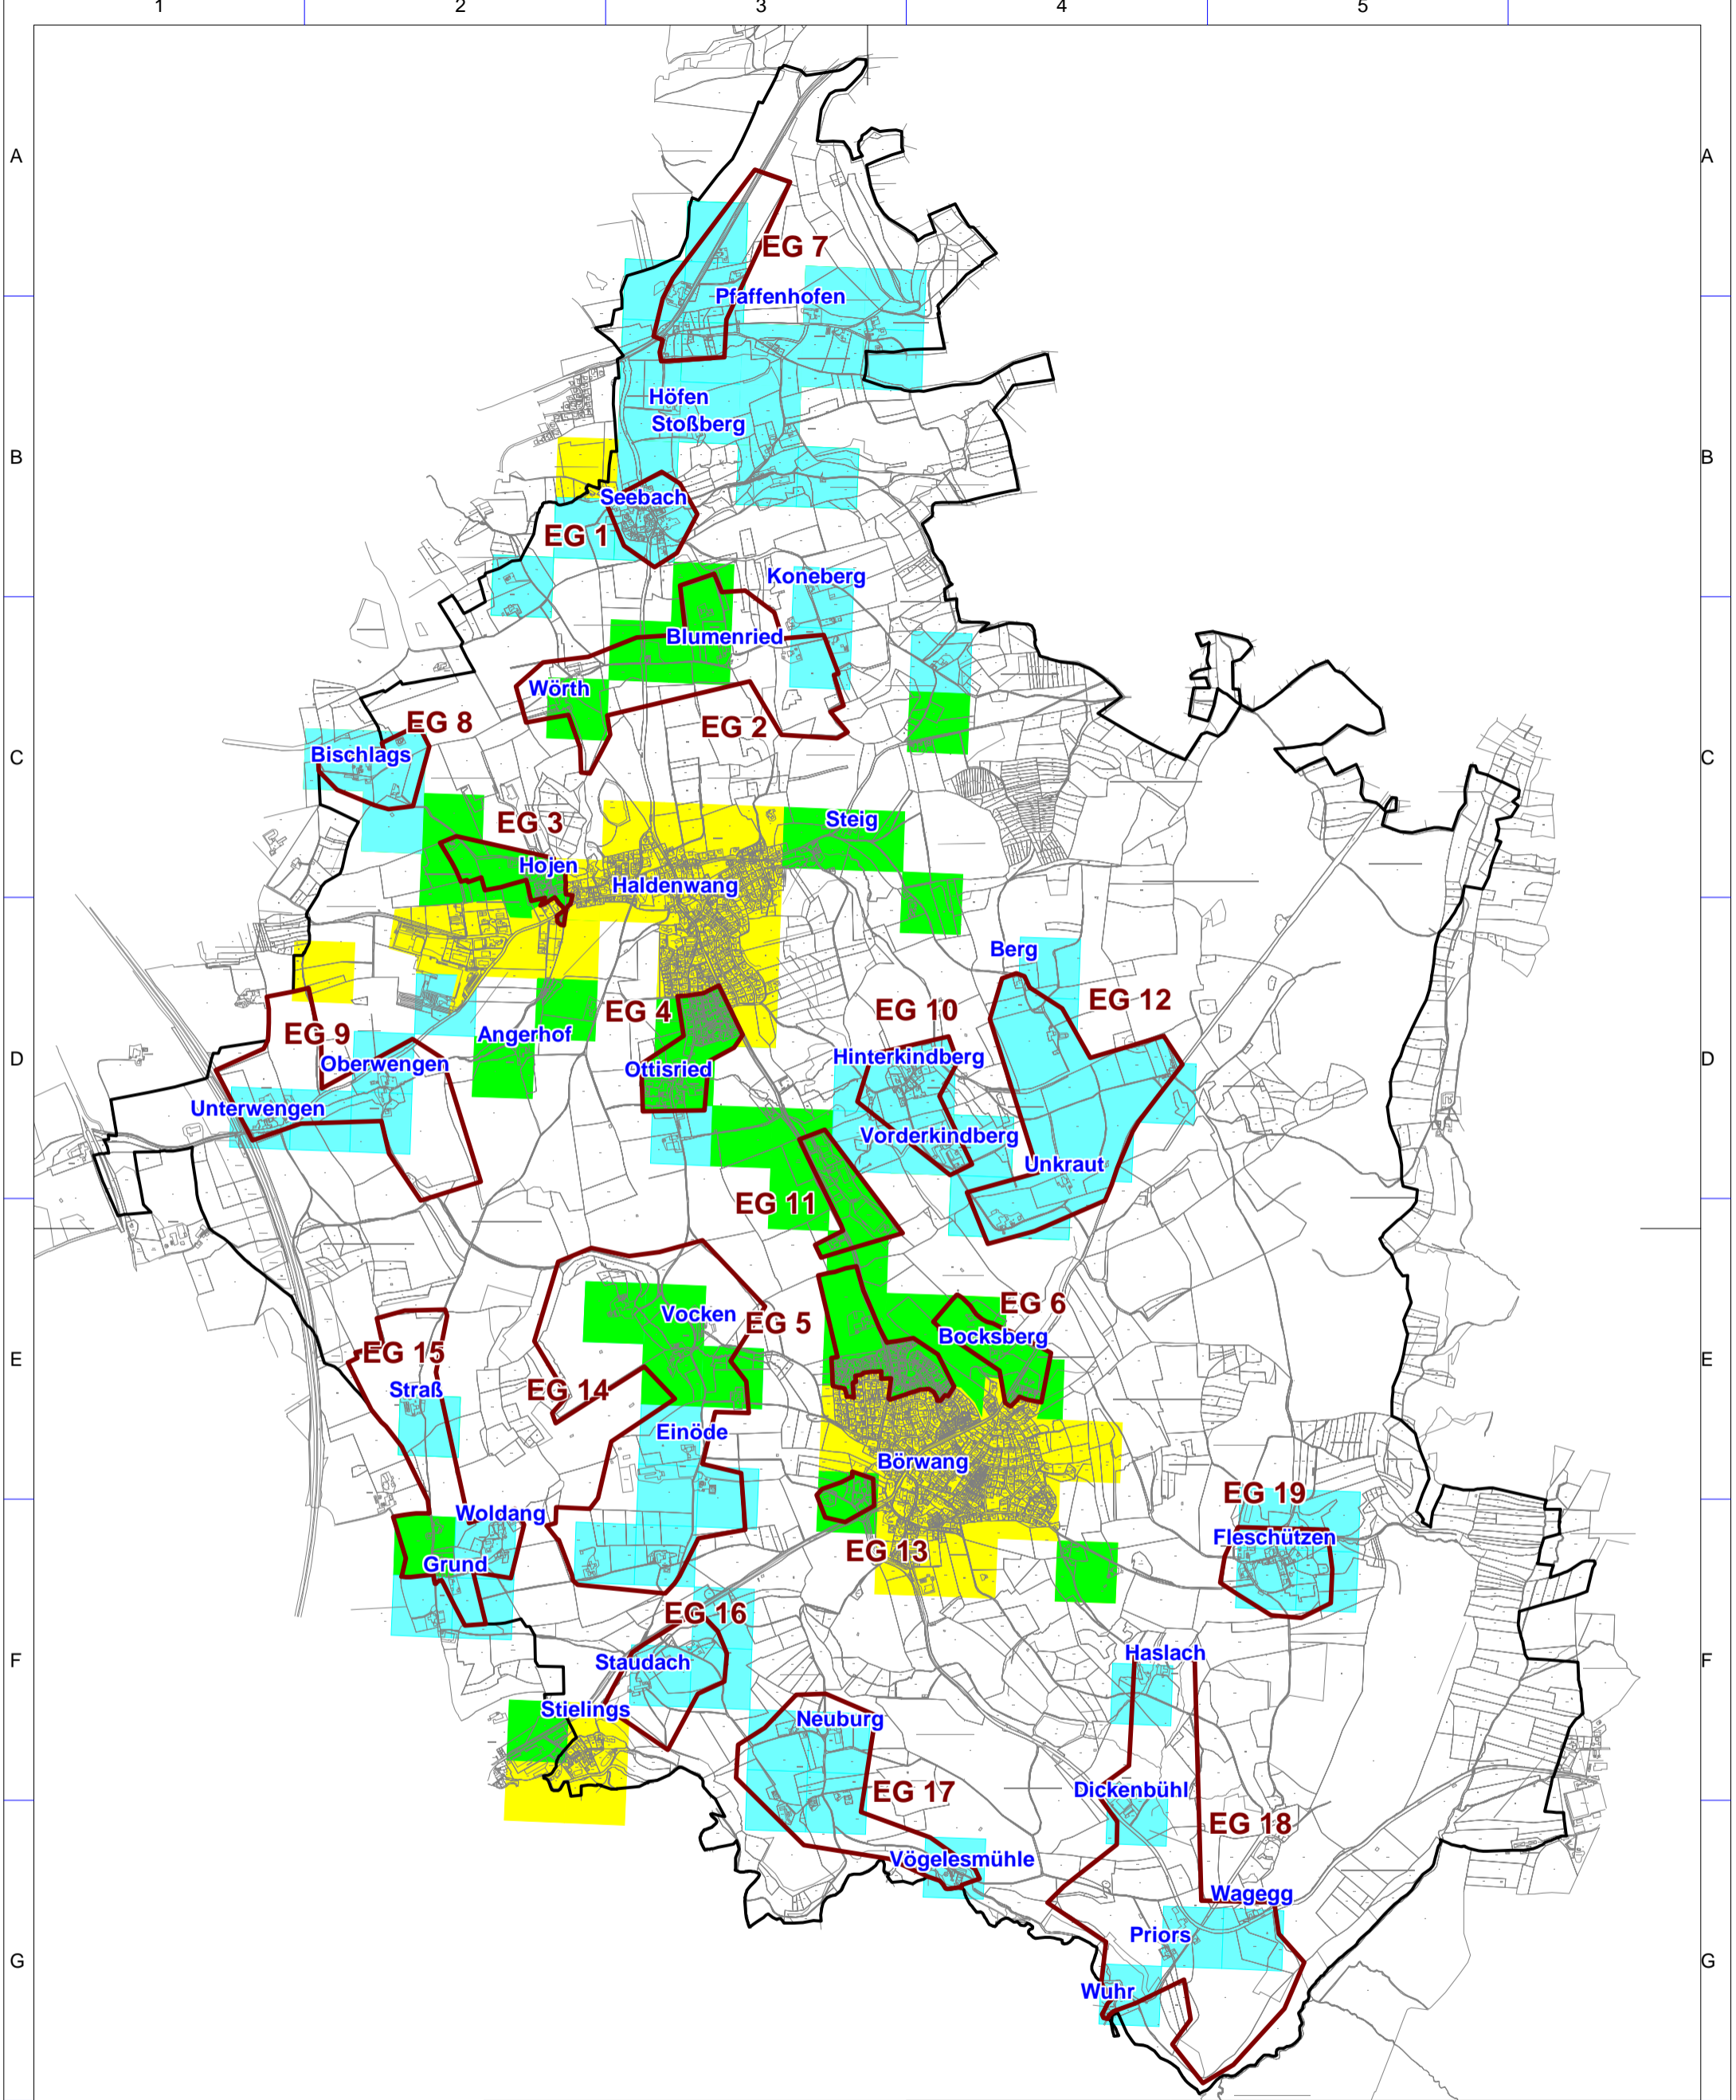 1 2 3 4 5
A A
EG 7
Pfaffenhofen
Höfen
Stoßberg
B B
Seebach
EG 1
Koneberg
Blumenried
Wörth
EG 8
EG 2
Bischlags
C C
Steig
EG 3
Hojen
Haldenwang
Berg
EG 12
EG 10
EG 4
EG 9
Angerhof
Hinterkindberg
D D
Oberwengen
Ottisried
Unterwengen
Vorderkindberg
Unkraut
EG 11
EG 6
Vocken
EG 5
Bocksberg
EG 15
E E
Straß
EG 14
Einöde
Börwang
EG 19
Woldang
Fleschützen
EG 13
Grund
EG 16
Haslach
Staudach
F F
Stielings
Neuburg
Dickenbühl
EG 17
EG 18
Vögelesmühle
Wagegg
Priors
G G
Wuhr